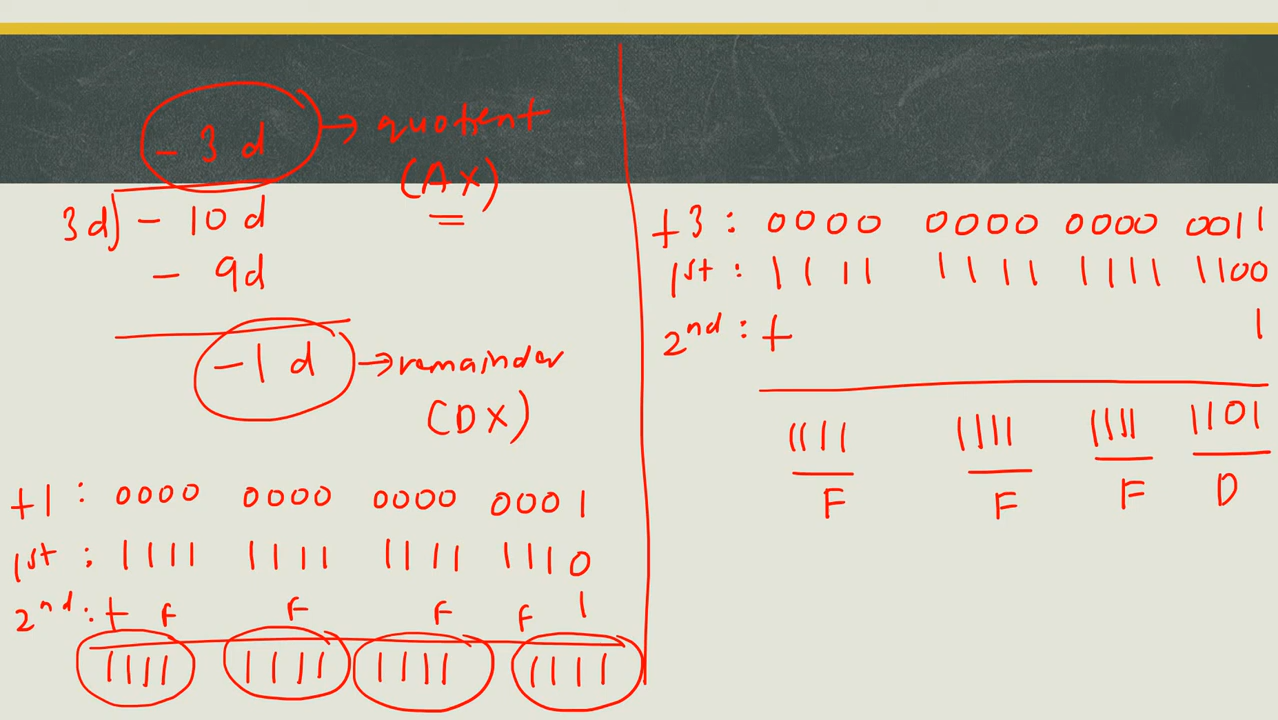 - 3 d → quotient
(AX)
3d) - 10 d
- 9d
-1 d → remainder
(DX)
+1 : 0000 0000 0000 0001
1st : 1111 1111 1111 1110
2nd : + F F F F 1
1111 1111 1111 1111
+3 : 0000 0000 0000 0011
1st : 1111 1111 1111 1100
2nd : + 1
1111 1111 1111 1101
F F F D